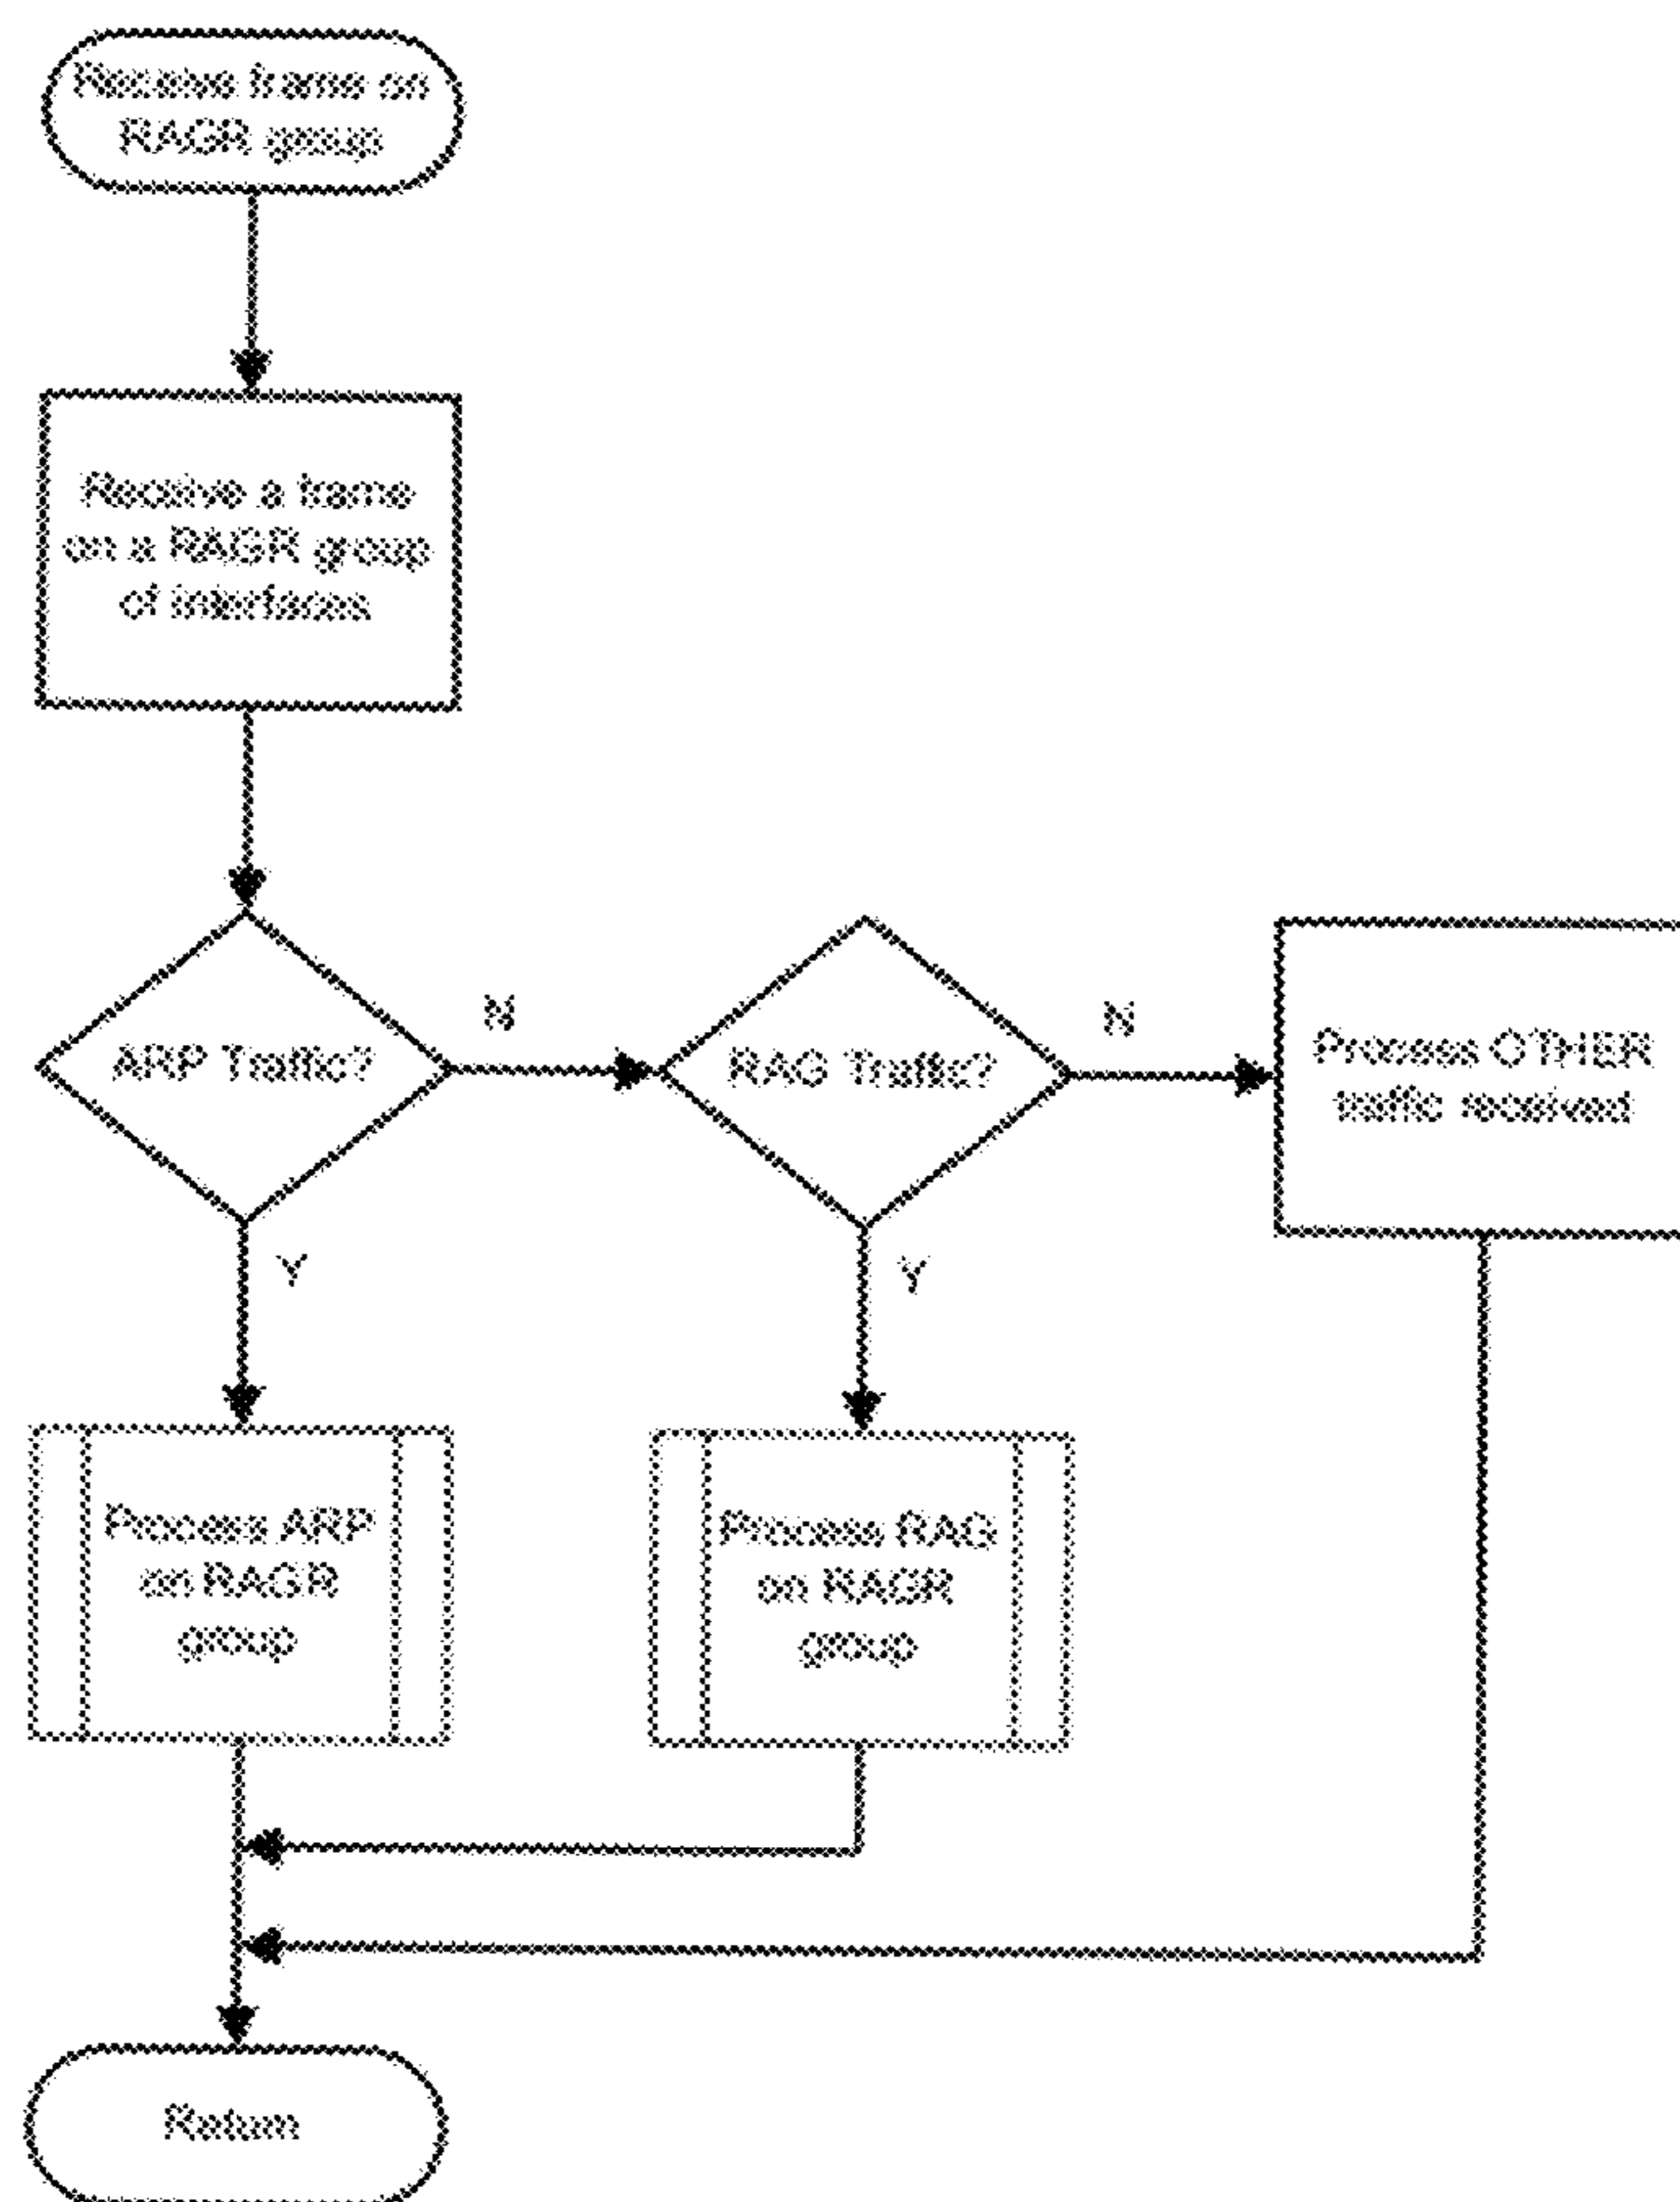 Receive frame on
RAGR group
Receive a frame
on a RAGR group
of interfaces
ARP Traffic?
N
RAG Traffic?
N
Process OTHER
traffic received
Y
Y
Process ARP
on RAGR
group
Process RAG
on RAGR
group
Return